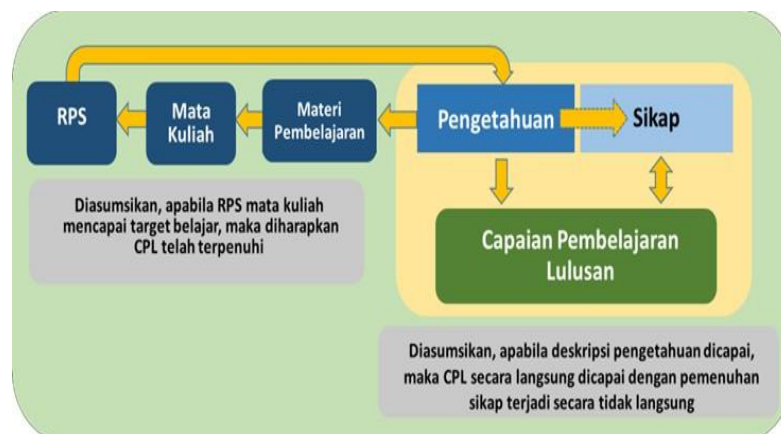 RPS
Mata
Kuliah
Materi
Pembelajaran
Pengetahuan
Sikap
Diasumsikan, apabila RPS mata kuliah
mencapai target belajar, maka diharapkan
CPL telah terpenuhi
Capaian Pembelajaran
Lulusan
Diasumsikan, apabila deskripsi pengetahuan dicapai,
maka CPL secara langsung dicapai dengan pemenuhan
sikap terjadi secara tidak langsung